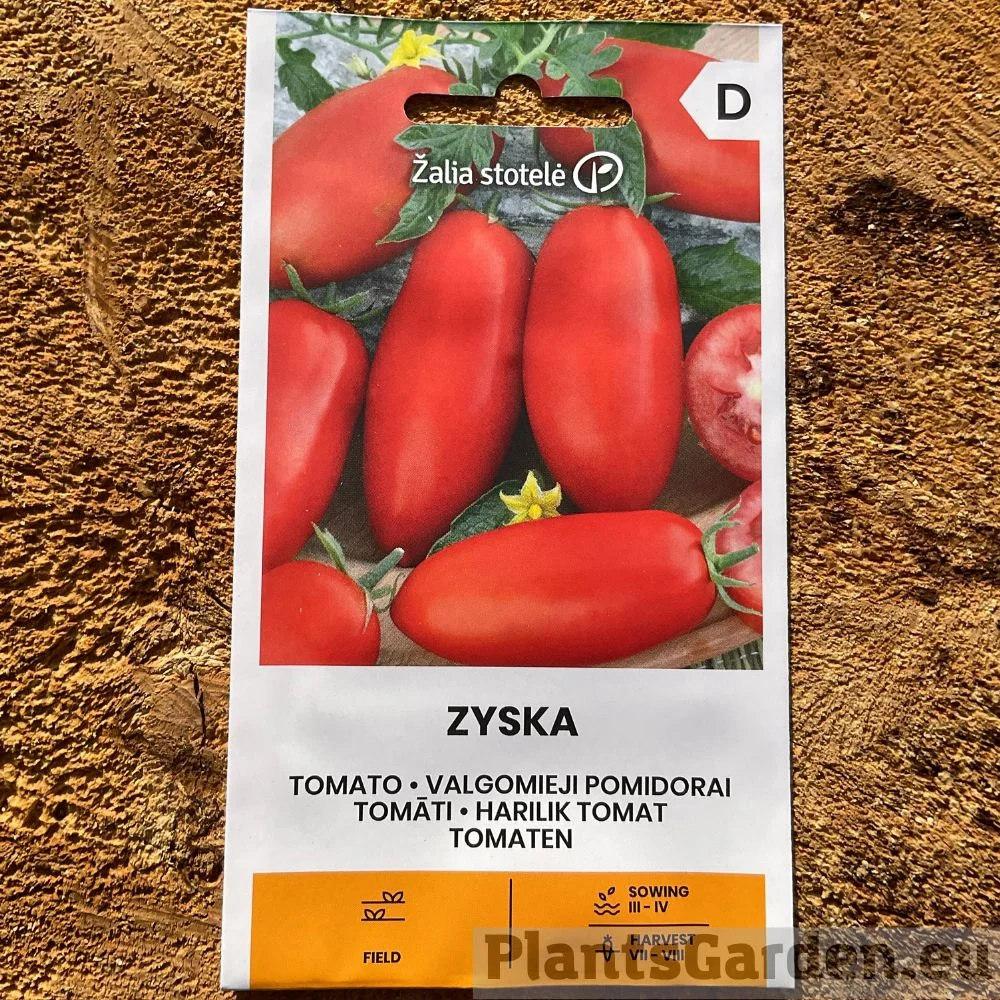 D
Žalia stotelė
ZYSKA
TOMATO • VALGOMIEJI POMIDORAI
TOMĀTI • HARILIK TOMAT
TOMATEN
FIELD
SOWING
III - IV
HARVEST
VII - VIII
PlantsGarden.eu